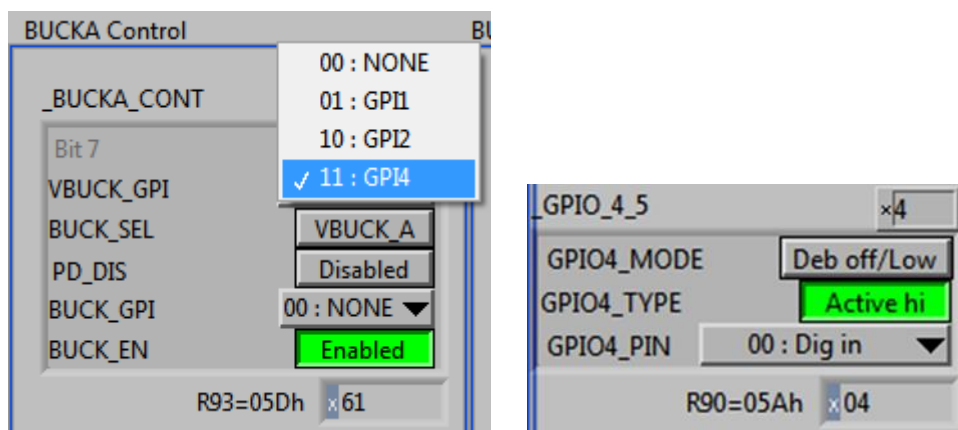 BUCKA Control
00 : NONE
01 : GPI1
10 : GPI2
✓ 11 : GPI4
_BUCKA_CONT
Bit 7
VBUCK_GPI
BUCK_SEL VBUCK_A
PD_DIS Disabled
BUCK_GPI 00 : NONE
BUCK_EN Enabled
R93=05Dh x 61
_GPIO_4_5 x4
GPIO4_MODE Deb off/Low
GPIO4_TYPE Active hi
GPIO4_PIN 00 : Dig in
R90=05Ah x 04